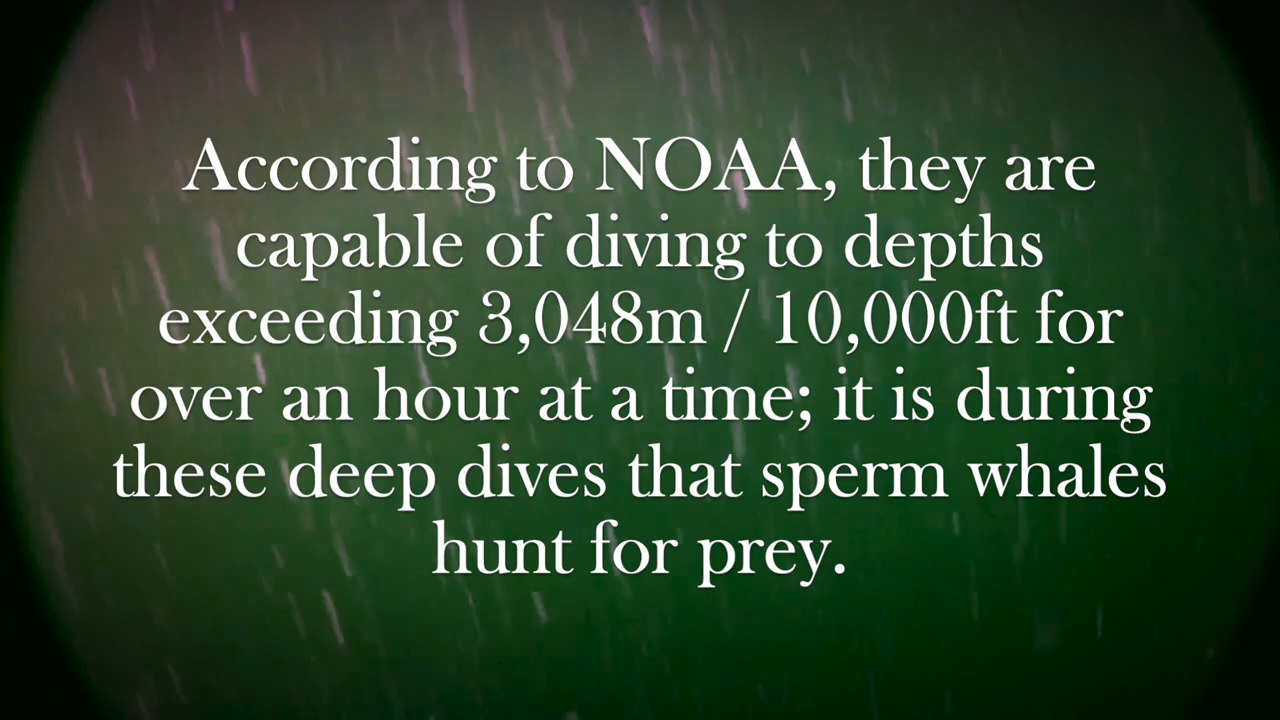 According to NOAA, they are
capable of diving to depths
exceeding 3,048m / 10,000ft for
over an hour at a time; it is during
these deep dives that sperm whales
hunt for prey.